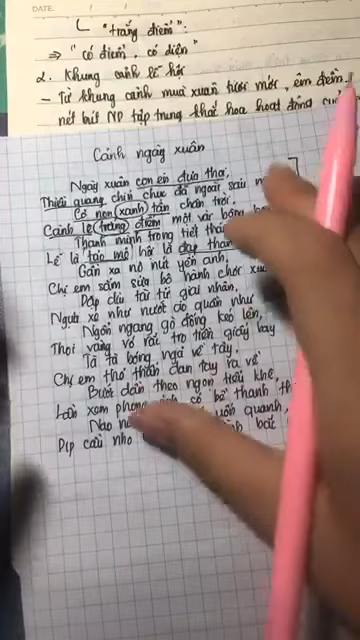 DATE.
"trắng điểm":
⇒ "có điểm, có diện"
2. Khung cảnh lễ hội
- Từ khung cảnh mùa xuân tươi mới, êm đềm
nét bút ND tập trung khắc họa hoạt động
Cảnh ngày xuân
Ngày xuân con én đưa thoi,
Thiều quang chín chục đã ngoài sáu
Cỏ non (xanh) tận chân trời,
Cành lê (trắng) điểm một vài bông
Thanh minh trong tiết
Lễ là tảo mộ hội là đạp
Gần xa nô nức yến anh,
Chị em sắm sửa bộ hành chơi
Dập dìu tài tử giai nhân,
Ngựa xe như nước áo quần như
Ngổn ngang gò đống kéo lên,
Thoi vàng vó rắc tro tiền giấy bay
Tà tà bóng ngả về tây,
Chị em thơ thẩn dan tay ra về
Bước dần theo ngọn tiểu khê,
Lần xem có bề thanh
Nao uốn quanh,
Dịp cầu nho bắc